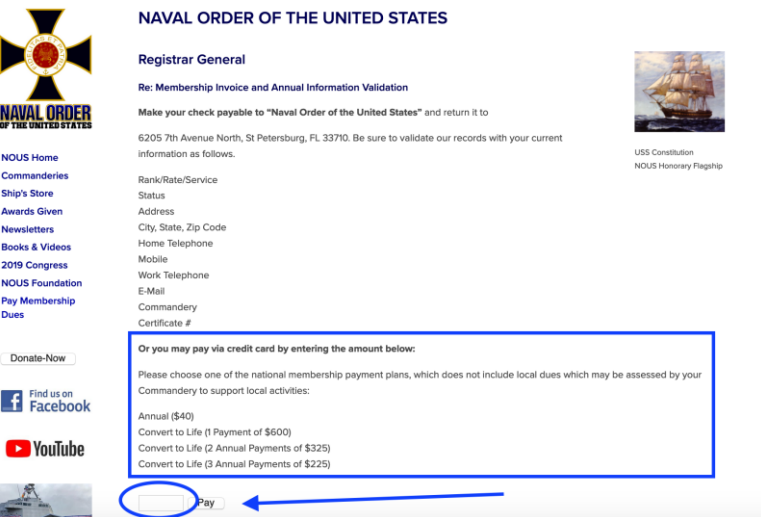 NAVAL ORDER OF THE UNITED STATES
FIDELITAS ET PATRIA
NAVAL ORDER
OF THE UNITED STATES
NOUS Home
Commanderies
Ship's Store
Awards Given
Newsletters
Books & Videos
2019 Congress
NOUS Foundation
Pay Membership
Dues
Donate-Now
Find us on
Facebook
YouTube
Registrar General
Re: Membership Invoice and Annual Information Validation
Make your check payable to “Naval Order of the United States” and return it to
6205 7th Avenue North, St Petersburg, FL 33710. Be sure to validate our records with your current
information as follows.
Rank/Rate/Service
Status
Address
City, State, Zip Code
Home Telephone
Mobile
Work Telephone
E-Mail
Commandery
Certificate #
Or you may pay via credit card by entering the amount below:
Please choose one of the national membership payment plans, which does not include local dues which may be assessed by your
Commandery to support local activities:
Annual ($40)
Convert to Life (1 Payment of $600)
Convert to Life (2 Annual Payments of $325)
Convert to Life (3 Annual Payments of $225)
Pay
USS Constitution
NOUS Honorary Flagship